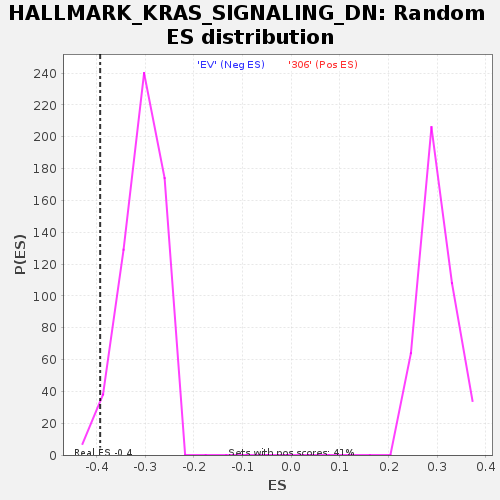 HALLMARK_KRAS_SIGNALING_DN: Random
ES distribution
'EV' (Neg ES) '306' (Pos ES)
240
220
200
180
160
140
120
100
80
60
40
20
0
P(ES)
Real ES -0.4 Sets with pos scores: 41%
-0.4 -0.3 -0.2 -0.1 0.0 0.1 0.2 0.3 0.4
ES